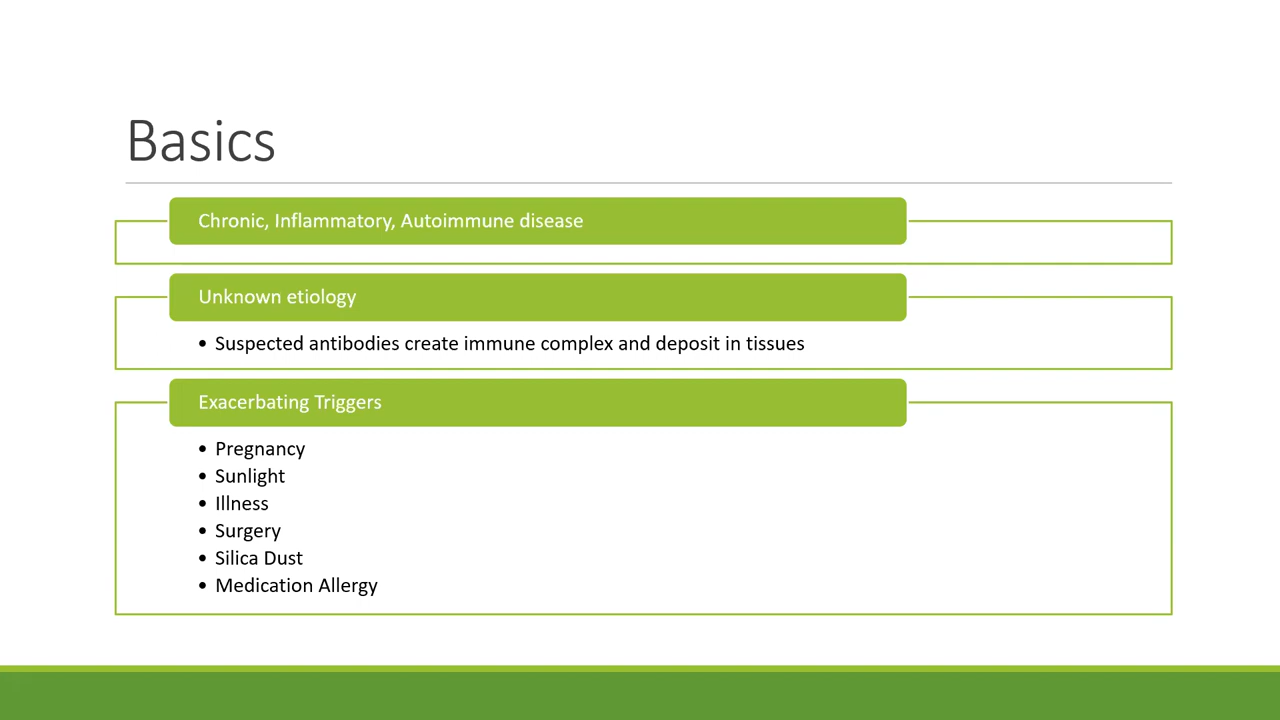 Basics
Chronic, Inflammatory, Autoimmune disease
Unknown etiology
• Suspected antibodies create immune complex and deposit in tissues
Exacerbating Triggers
• Pregnancy
• Sunlight
• Illness
• Surgery
• Silica Dust
• Medication Allergy